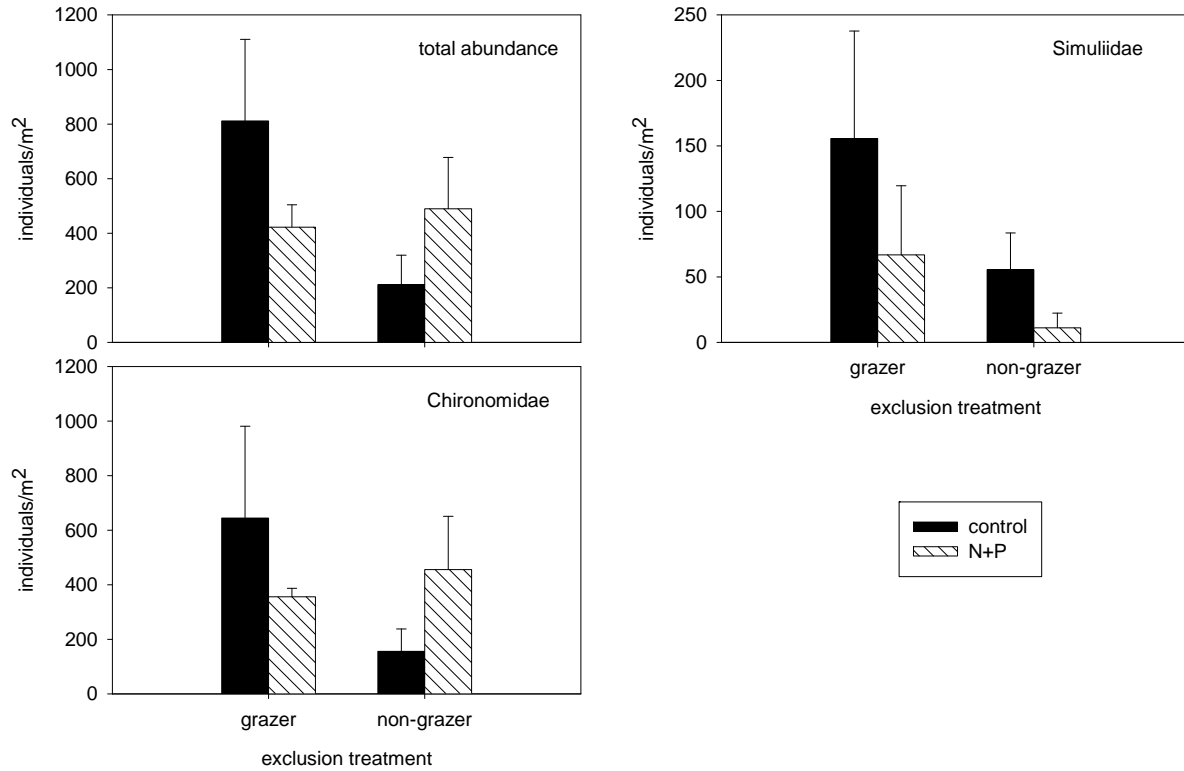 1200
1000
800
600
400
200
0
individuals/m²
total abundance
250
200
150
100
50
0
individuals/m²
Simuliidae
grazer non-grazer
exclusion treatment
1200
1000
800
600
400
200
0
individuals/m²
Chironomidae
grazer non-grazer
exclusion treatment
control
N+P